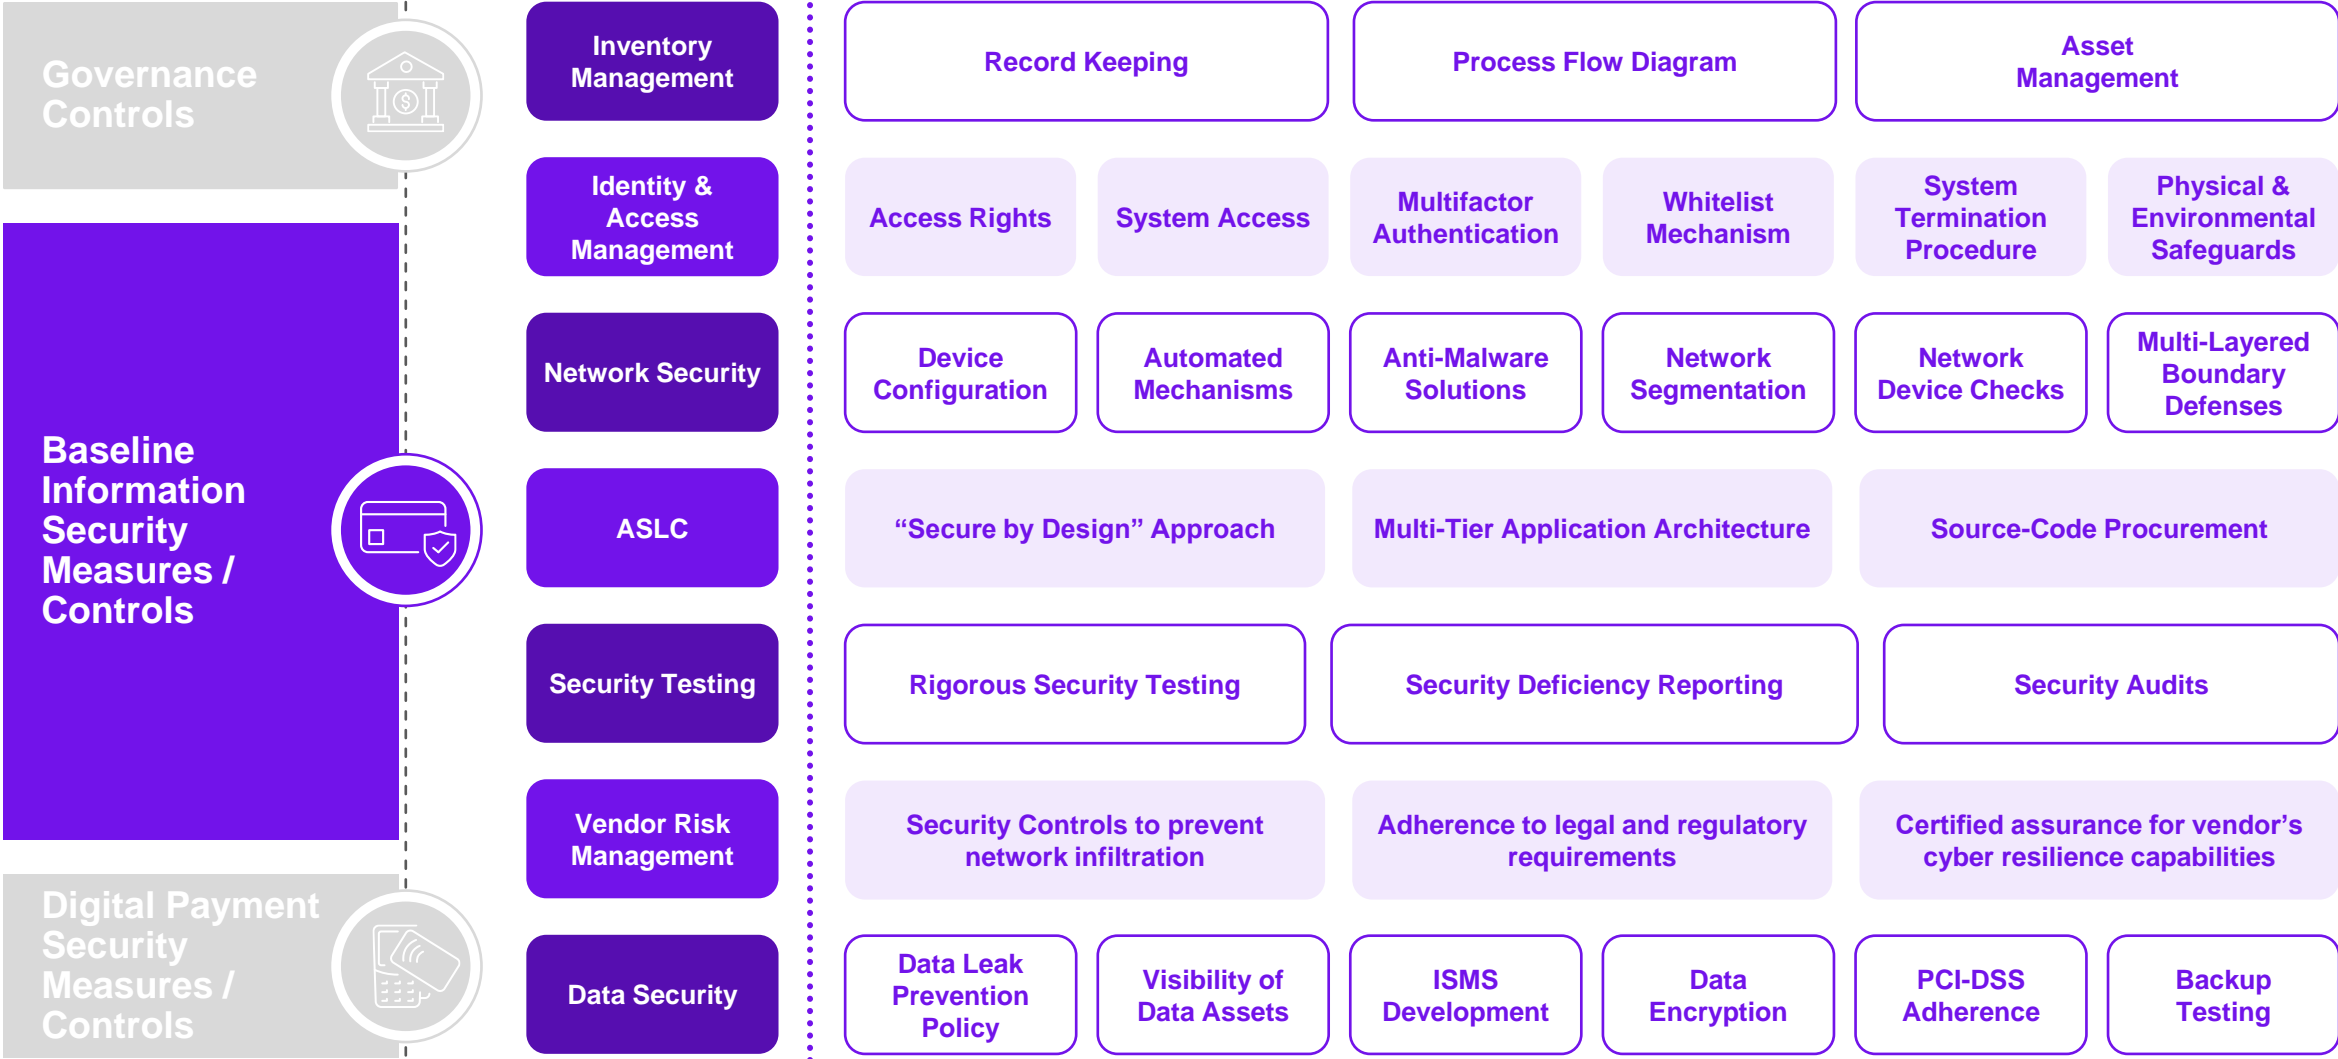 Governance
Controls
Baseline
Information
Security
Measures /
Controls
Digital Payment
Security
Measures /
Controls
Inventory
Management
Record Keeping
Process Flow Diagram
Asset
Management
Identity &
Access
Management
Access Rights
System Access
Multifactor
Authentication
Whitelist
Mechanism
System
Termination
Procedure
Physical &
Environmental
Safeguards
Network Security
Device
Configuration
Automated
Mechanisms
Anti-Malware
Solutions
Network
Segmentation
Network
Device Checks
Multi-Layered
Boundary
Defenses
ASLC
“Secure by Design” Approach
Multi-Tier Application Architecture
Source-Code Procurement
Security Testing
Rigorous Security Testing
Security Deficiency Reporting
Security Audits
Vendor Risk
Management
Security Controls to prevent
network infiltration
Adherence to legal and regulatory
requirements
Certified assurance for vendor’s
cyber resilience capabilities
Data Security
Data Leak
Prevention
Policy
Visibility of
Data Assets
ISMS
Development
Data
Encryption
PCI-DSS
Adherence
Backup
Testing